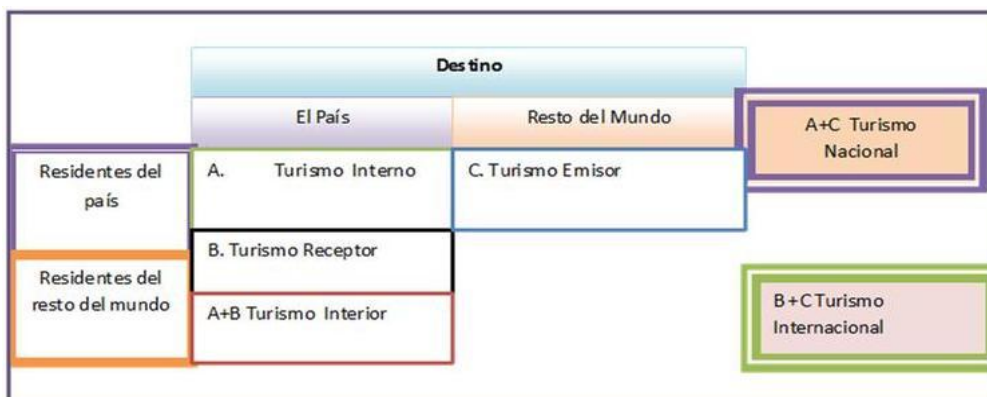 Destino
El País
Resto del Mundo
A+C Turismo
Nacional
Residentes del
país
A. Turismo Interno
C. Turismo Emisor
B. Turismo Receptor
Residentes del
resto del mundo
A+B Turismo Interior
B+C Turismo
Internacional